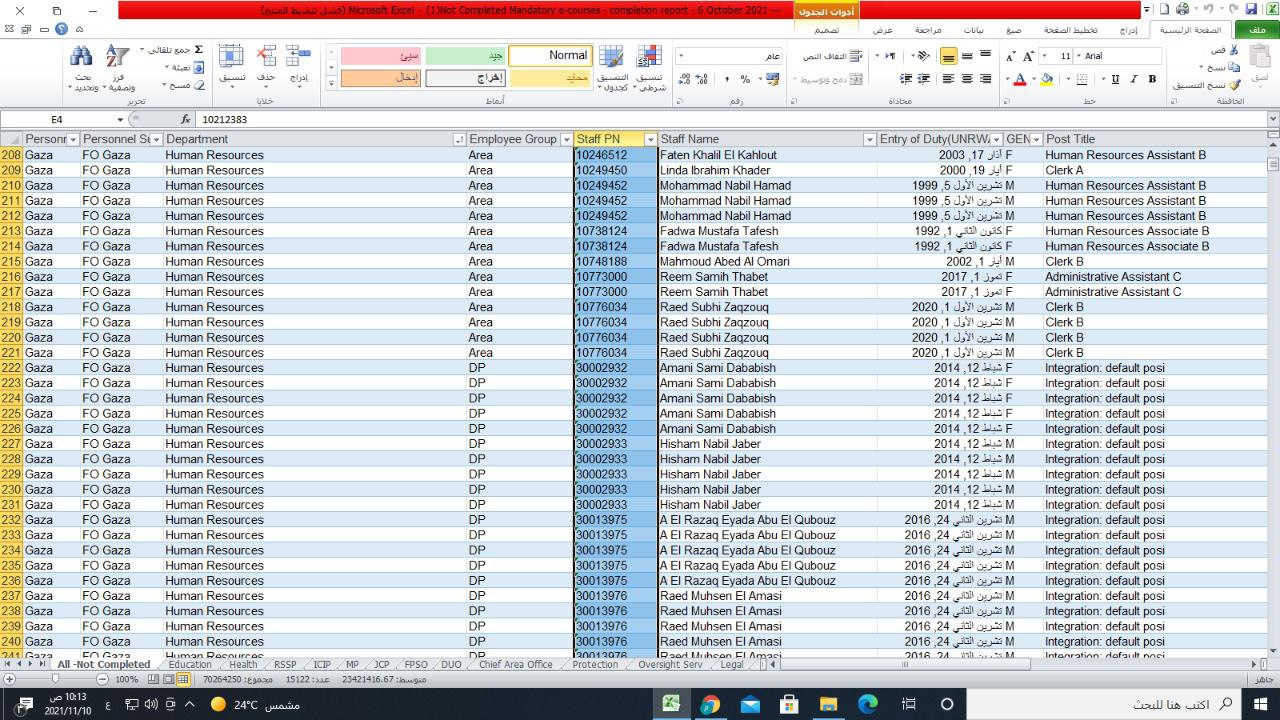 (فشل تنشيط المنتج) Microsoft Excel - (1)Not Completed Mandatory e-courses - completion report - 6 October 2021
أدوات الجدول
ملف الصفحة الرئيسية إدراج تخطيط الصفحة صيغ بيانات مراجعة عرض تصميم
لصق قص نسخ نسخ التنسيق الحافظة
Arial 11 خط
التفاف النص دمج وتوسيط محاذاة
عام رقم
تنسيق شرطي التنسيق كجدول Normal جيد سيئ محايد إخراج إدخال أنماط
إدراج حذف تنسيق خلايا
جمع تلقائي تعبئة مسح فرز وتصفية بحث وتحديد تحرير
E4 fx 10212383
Personn Personnel Su Department Employee Group Staff PN Staff Name Entry of Duty(UNRWA GEN Post Title
208 Gaza FO Gaza Human Resources Area 10246512 Faten Khalil El Kahlout آذار 17, 2003 F Human Resources Assistant B
209 Gaza FO Gaza Human Resources Area 10249450 Linda Ibrahim Khader أيار 19, 2000 F Clerk A
210 Gaza FO Gaza Human Resources Area 10249452 Mohammad Nabil Hamad تشرين الأول 5, 1999 M Human Resources Assistant B
211 Gaza FO Gaza Human Resources Area 10249452 Mohammad Nabil Hamad تشرين الأول 5, 1999 M Human Resources Assistant B
212 Gaza FO Gaza Human Resources Area 10249452 Mohammad Nabil Hamad تشرين الأول 5, 1999 M Human Resources Assistant B
213 Gaza FO Gaza Human Resources Area 10738124 Fadwa Mustafa Tafesh كانون الثاني 1, 1992 F Human Resources Associate B
214 Gaza FO Gaza Human Resources Area 10738124 Fadwa Mustafa Tafesh كانون الثاني 1, 1992 F Human Resources Associate B
215 Gaza FO Gaza Human Resources Area 10748188 Mahmoud Abed Al Omari أيار 1, 2002 M Clerk B
216 Gaza FO Gaza Human Resources Area 10773000 Reem Samih Thabet تموز 1, 2017 F Administrative Assistant C
217 Gaza FO Gaza Human Resources Area 10773000 Reem Samih Thabet تموز 1, 2017 F Administrative Assistant C
218 Gaza FO Gaza Human Resources Area 10776034 Raed Subhi Zaqzouq تشرين الأول 1, 2020 M Clerk B
219 Gaza FO Gaza Human Resources Area 10776034 Raed Subhi Zaqzouq تشرين الأول 1, 2020 M Clerk B
220 Gaza FO Gaza Human Resources Area 10776034 Raed Subhi Zaqzouq تشرين الأول 1, 2020 M Clerk B
221 Gaza FO Gaza Human Resources Area 10776034 Raed Subhi Zaqzouq تشرين الأول 1, 2020 M Clerk B
222 Gaza FO Gaza Human Resources DP 30002932 Amani Sami Dababish شباط 12, 2014 F Integration: default posi
223 Gaza FO Gaza Human Resources DP 30002932 Amani Sami Dababish شباط 12, 2014 F Integration: default posi
224 Gaza FO Gaza Human Resources DP 30002932 Amani Sami Dababish شباط 12, 2014 F Integration: default posi
225 Gaza FO Gaza Human Resources DP 30002932 Amani Sami Dababish شباط 12, 2014 F Integration: default posi
226 Gaza FO Gaza Human Resources DP 30002932 Amani Sami Dababish شباط 12, 2014 F Integration: default posi
227 Gaza FO Gaza Human Resources DP 30002933 Hisham Nabil Jaber شباط 12, 2014 M Integration: default posi
228 Gaza FO Gaza Human Resources DP 30002933 Hisham Nabil Jaber شباط 12, 2014 M Integration: default posi
229 Gaza FO Gaza Human Resources DP 30002933 Hisham Nabil Jaber شباط 12, 2014 M Integration: default posi
230 Gaza FO Gaza Human Resources DP 30002933 Hisham Nabil Jaber شباط 12, 2014 M Integration: default posi
231 Gaza FO Gaza Human Resources DP 30002933 Hisham Nabil Jaber شباط 12, 2014 M Integration: default posi
232 Gaza FO Gaza Human Resources DP 30013975 A El Razaq Eyada Abu El Qubouz تشرين الثاني 24, 2016 M Integration: default posi
233 Gaza FO Gaza Human Resources DP 30013975 A El Razaq Eyada Abu El Qubouz تشرين الثاني 24, 2016 M Integration: default posi
234 Gaza FO Gaza Human Resources DP 30013975 A El Razaq Eyada Abu El Qubouz تشرين الثاني 24, 2016 M Integration: default posi
235 Gaza FO Gaza Human Resources DP 30013975 A El Razaq Eyada Abu El Qubouz تشرين الثاني 24, 2016 M Integration: default posi
236 Gaza FO Gaza Human Resources DP 30013975 A El Razaq Eyada Abu El Qubouz تشرين الثاني 24, 2016 M Integration: default posi
237 Gaza FO Gaza Human Resources DP 30013976 Raed Muhsen El Amasi تشرين الثاني 24, 2016 M Integration: default posi
238 Gaza FO Gaza Human Resources DP 30013976 Raed Muhsen El Amasi تشرين الثاني 24, 2016 M Integration: default posi
239 Gaza FO Gaza Human Resources DP 30013976 Raed Muhsen El Amasi تشرين الثاني 24, 2016 M Integration: default posi
240 Gaza FO Gaza Human Resources DP 30013976 Raed Muhsen El Amasi تشرين الثاني 24, 2016 M Integration: default posi
All -Not Completed Education Health RSSP ICIP MP JCP FPSO DUO Chief Area Office Protection Oversight Serv Legal
جاهز متوسط: 23421416.67 عدد: 15122 مجموع: 70264250 100%
اكتب هنا للبحث
24°C مشمس
ع
10:13 ص
2021/11/10